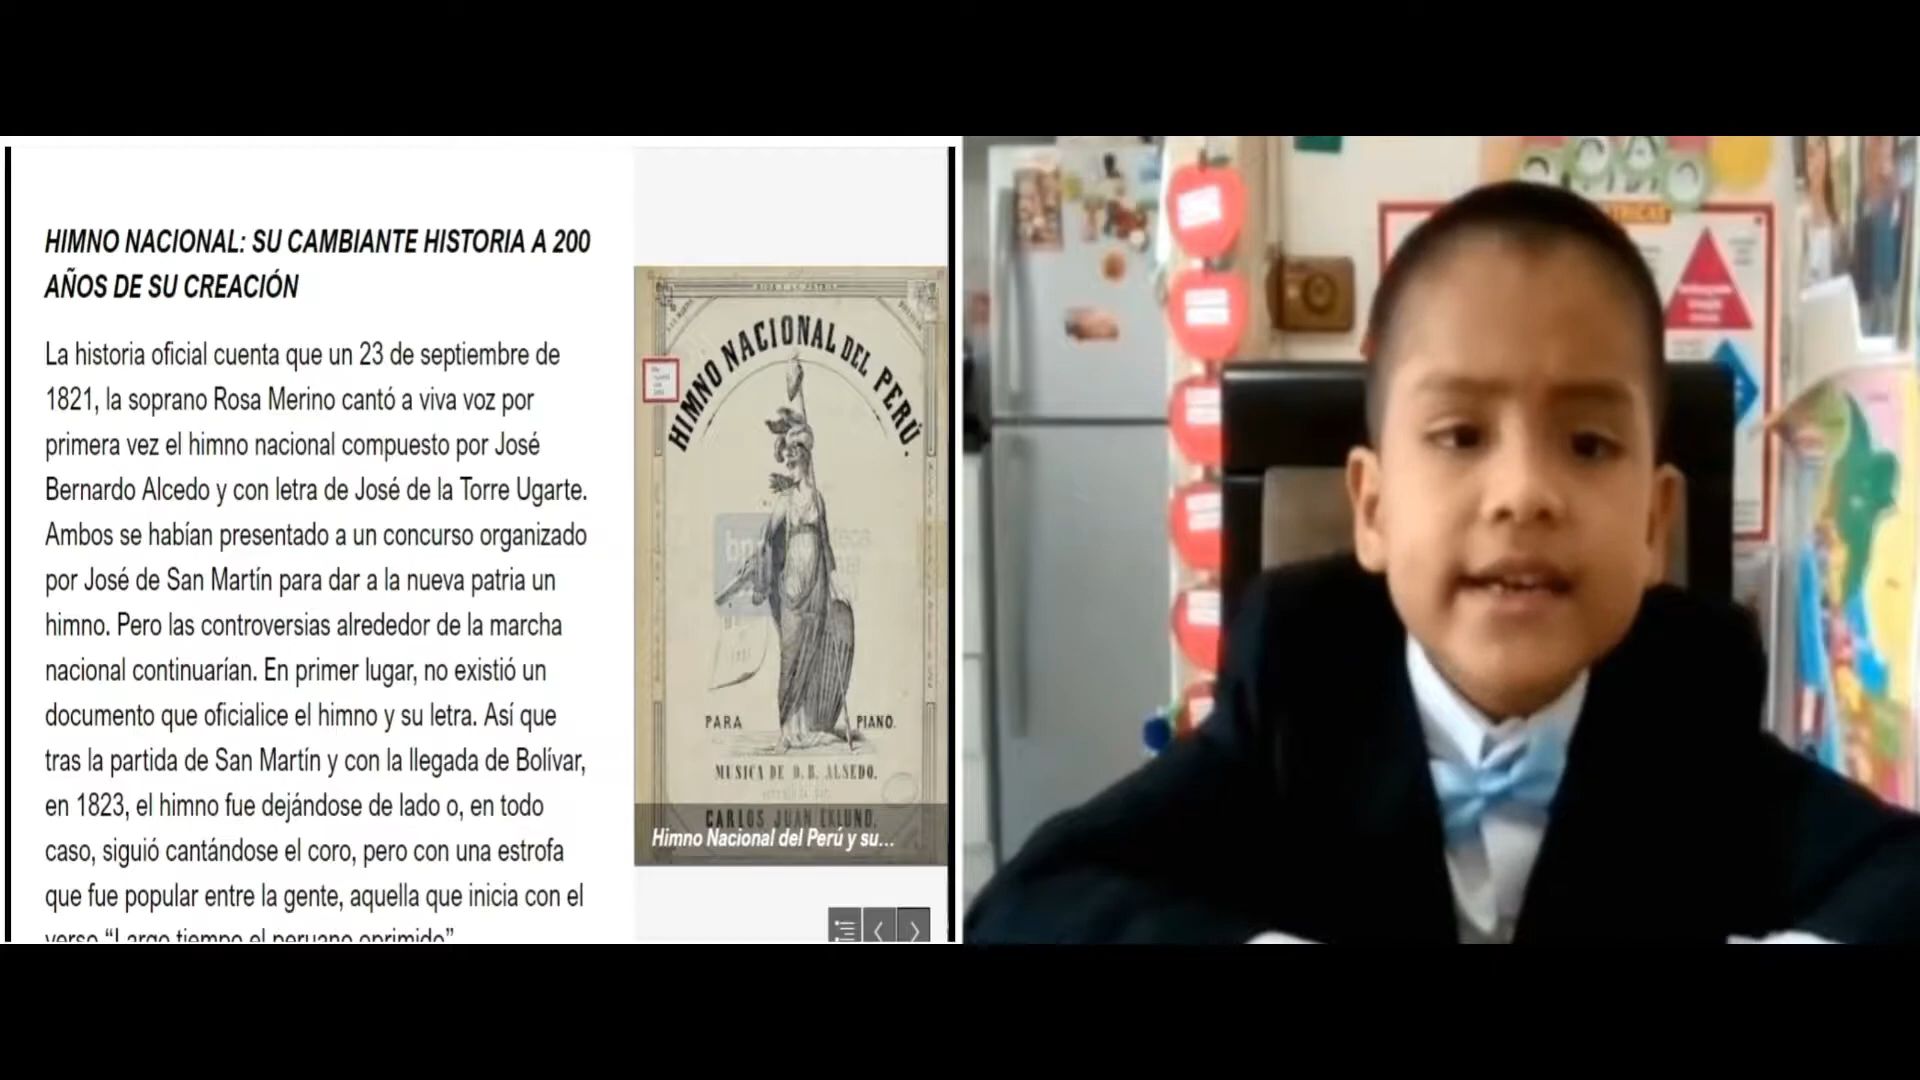 HIMNO NACIONAL: SU CAMBIANTE HISTORIA A 200
AÑOS DE SU CREACIÓN
La historia oficial cuenta que un 23 de septiembre de
1821, la soprano Rosa Merino cantó a viva voz por
primera vez el himno nacional compuesto por José
Bernardo Alcedo y con letra de José de la Torre Ugarte.
Ambos se habían presentado a un concurso organizado
por José de San Martín para dar a la nueva patria un
himno. Pero las controversias alrededor de la marcha
nacional continuarían. En primer lugar, no existió un
documento que oficialice el himno y su letra. Así que
tras la partida de San Martín y con la llegada de Bolívar,
en 1823, el himno fue dejándose de lado o, en todo
caso, siguió cantándose el coro, pero con una estrofa
que fue popular entre la gente, aquella que inicia con el
verso “Largo tiempo el peruano oprimido”
HIMNO NACIONAL DEL PERÚ.
PARA PIANO.
MUSICA DE O. B. ALSEDO.
CARLOS JUAN EKLUND.
Himno Nacional del Perú y su...